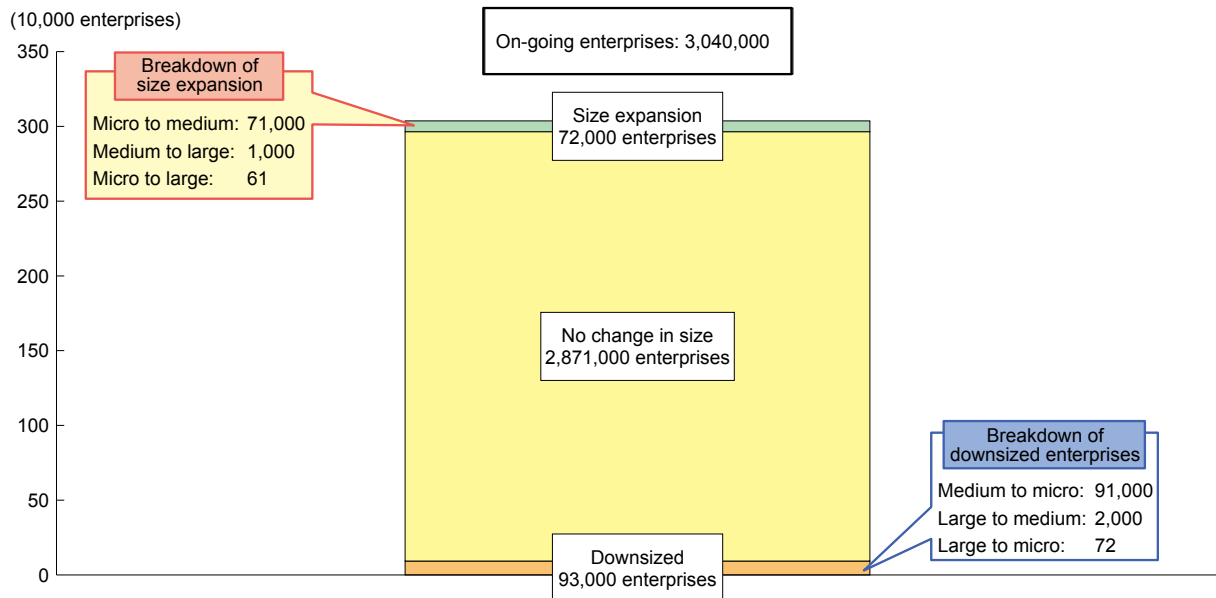 (10,000 enterprises)
On-going enterprises: 3,040,000
350
300
250
200
150
100
50
0
Breakdown of
size expansion
Micro to medium: 71,000
Medium to large: 1,000
Micro to large: 61
Size expansion
72,000 enterprises
No change in size
2,871,000 enterprises
Downsized
93,000 enterprises
Breakdown of
downsized enterprises
Medium to micro: 91,000
Large to medium: 2,000
Large to micro: 72